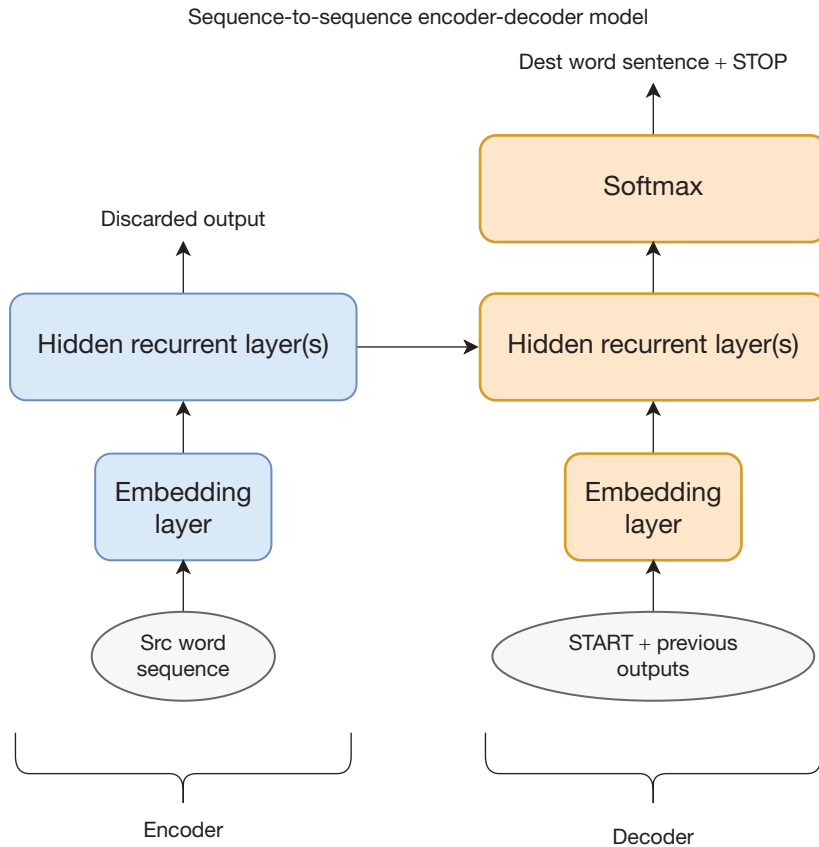 Sequence-to-sequence encoder-decoder model
Dest word sentence + STOP
Softmax
Discarded output
Hidden recurrent layer(s)
Hidden recurrent layer(s)
Embedding
layer
Embedding
layer
Src word
sequence
START + previous
outputs
Encoder
Decoder